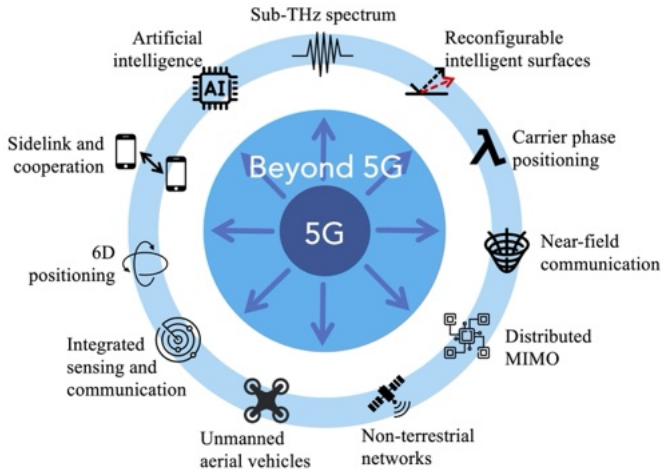 Sub-THz spectrum
Artificial
intelligence
AI
Reconfigurable
intelligent surfaces
Sidelink and
cooperation
Carrier phase
positioning
λ
Beyond 5G
5G
6D
positioning
Near-field
communication
Integrated
sensing and
communication
Distributed
MIMO
Unmanned
aerial vehicles
Non-terrestrial
networks